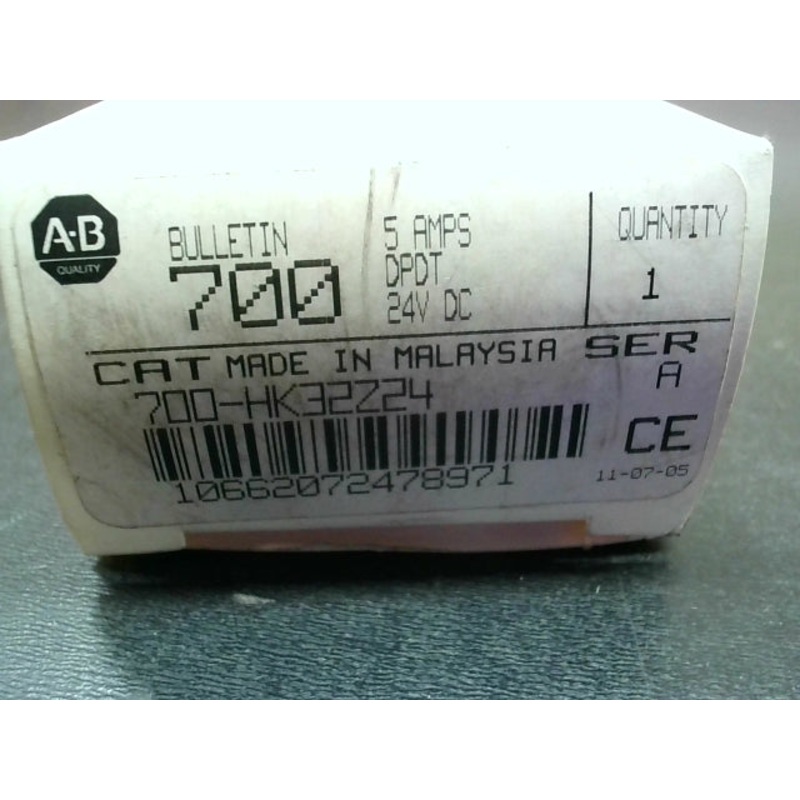 A-B
QUALITY
BULLETIN
700
5 AMPS
DPDT
24V DC
QUANTITY
1
CAT MADE IN MALAYSIA SER
A
700-HK32Z24
CE
10662072478971
11-07-05